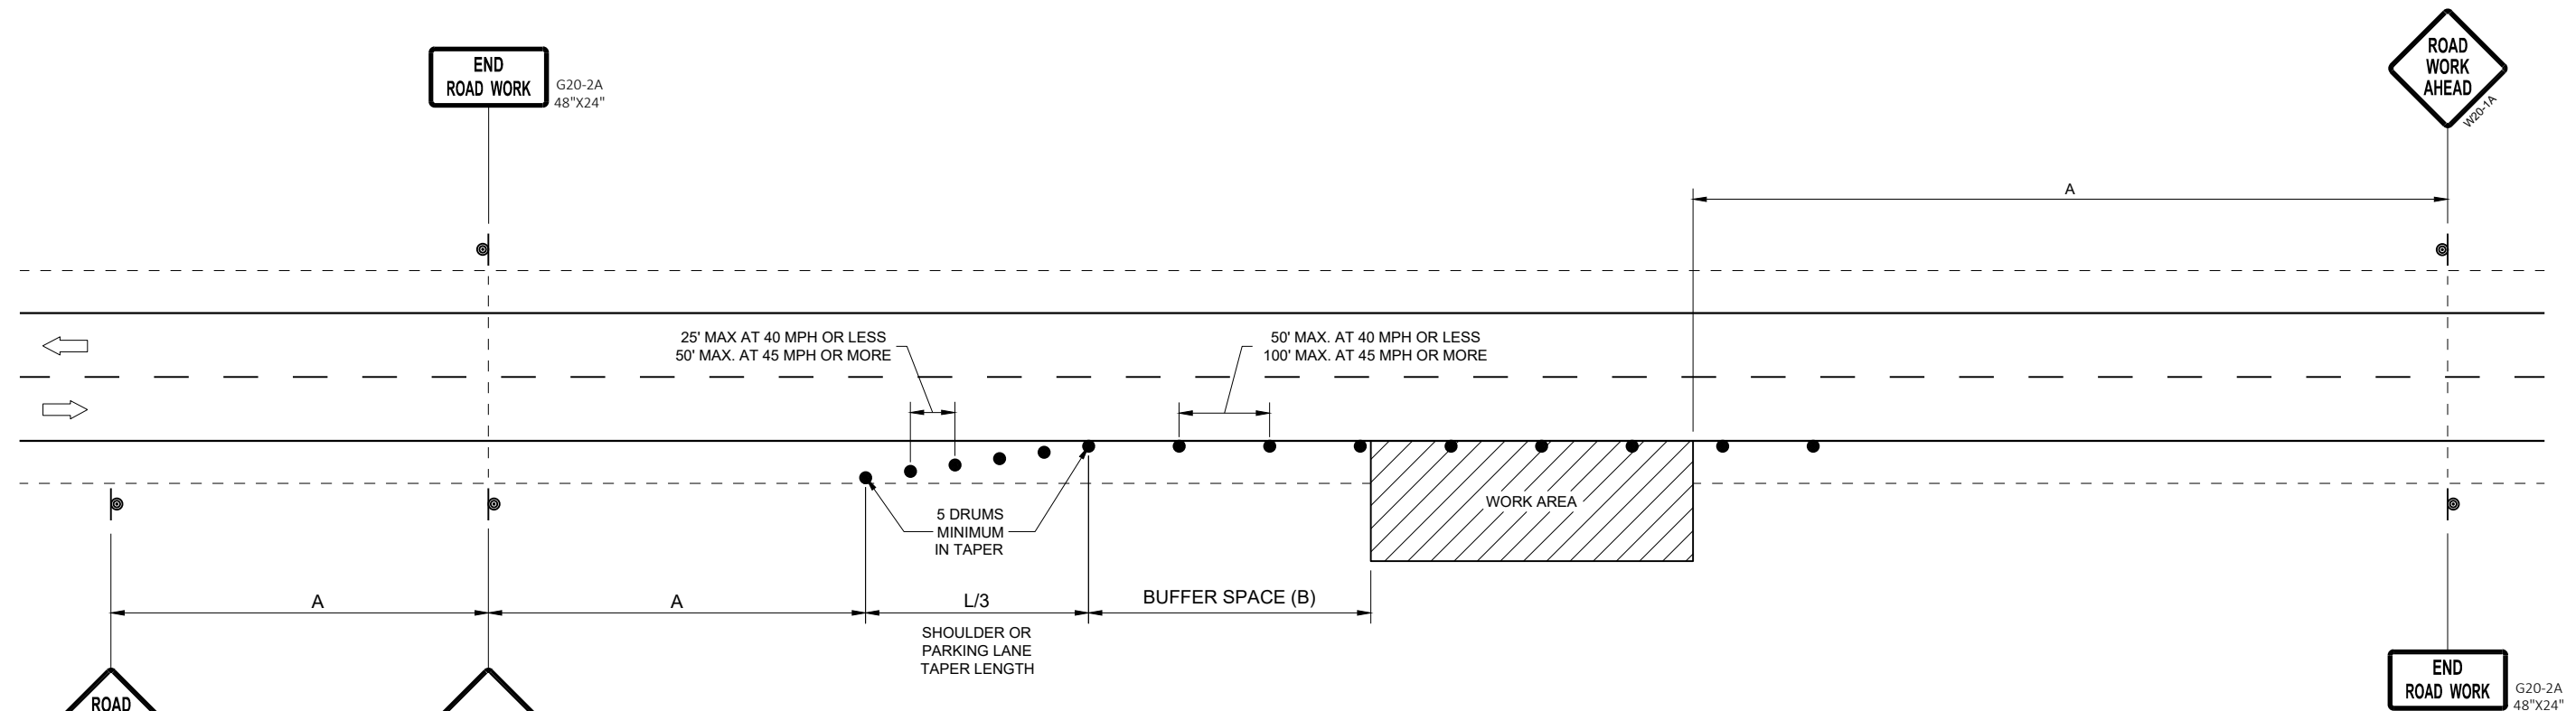 END
ROAD WORK
G20-2A
48"X24"
ROAD
WORK
AHEAD
W20-1A
A
25' MAX AT 40 MPH OR LESS
50' MAX. AT 45 MPH OR MORE
50' MAX. AT 40 MPH OR LESS
100' MAX. AT 45 MPH OR MORE
WORK AREA
5 DRUMS
MINIMUM
IN TAPER
A
A
L/3
BUFFER SPACE (B)
SHOULDER OR
PARKING LANE
TAPER LENGTH
ROAD
END
ROAD WORK
G20-2A
48"X24"